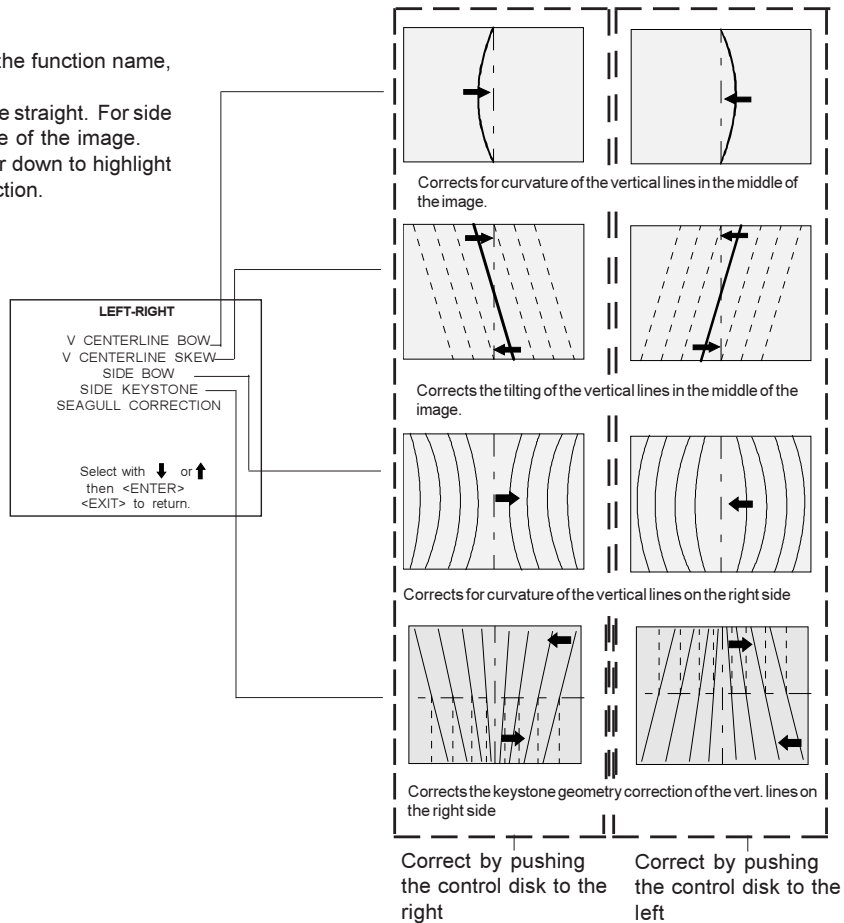 the function name,
e straight. For side
e of the image.
r down to highlight
ction.
LEFT-RIGHT
V CENTERLINE BOW
V CENTERLINE SKEW
SIDE BOW
SIDE KEYSTONE
SEAGULL CORRECTION
Select with ⬇ or ⬆
then <ENTER>
<EXIT> to return.
Corrects for curvature of the vertical lines in the middle of
the image.
Corrects the tilting of the vertical lines in the middle of the
image.
Corrects for curvature of the vertical lines on the right side
Corrects the keystone geometry correction of the vert. lines on
the right side
Correct by pushing
the control disk to the
right
Correct by pushing
the control disk to the
left